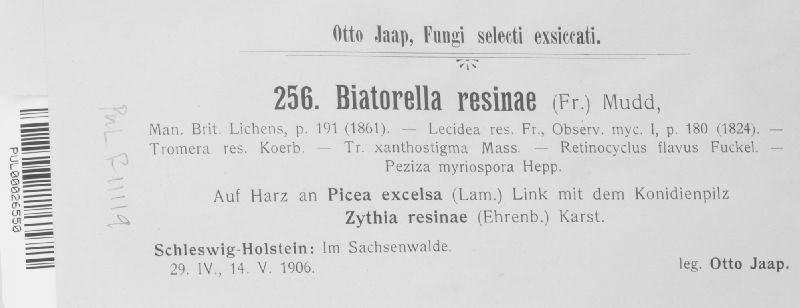 Otto Jaap, Fungi selecti exsiccati.
256. Biatorella resinae (Fr.) Mudd,
Man. Brit. Lichens, p. 191 (1861). — Lecidea res. Fr., Observ. myc. I, p. 180 (1824). —
Tromera res. Koerb. — Tr. xanthostigma Mass. — Retinocyclus flavus Fuckel. —
Peziza myriospora Hepp.
Auf Harz an Picea excelsa (Lam.) Link mit dem Konidienpilz
Zythia resinae (Ehrenb.) Karst.
Schleswig-Holstein: Im Sachsenwalde.
29. IV., 14. V. 1906.
leg. Otto Jaap.
PUL00026550
PUL F11119